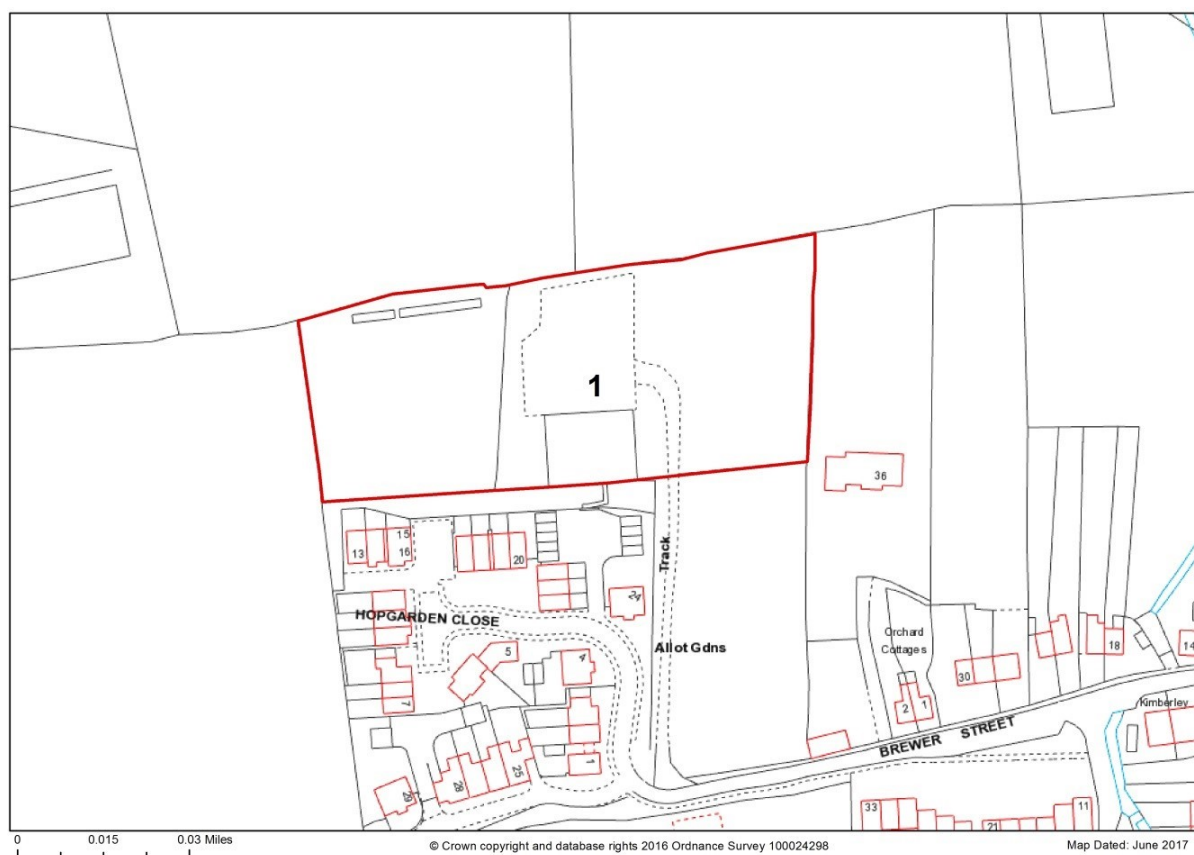 1
36
15
13
16
20
24
Track
HOPGARDEN CLOSE
Allot Gdns
Orchard
Cottages
18
14
5
4
30
7
2
1
Kimberley
BREWER STREET
25
1
28
29
33
21
11
0 0.015 0.03 Miles
© Crown copyright and database rights 2016 Ordnance Survey 100024298
Map Dated: June 2017